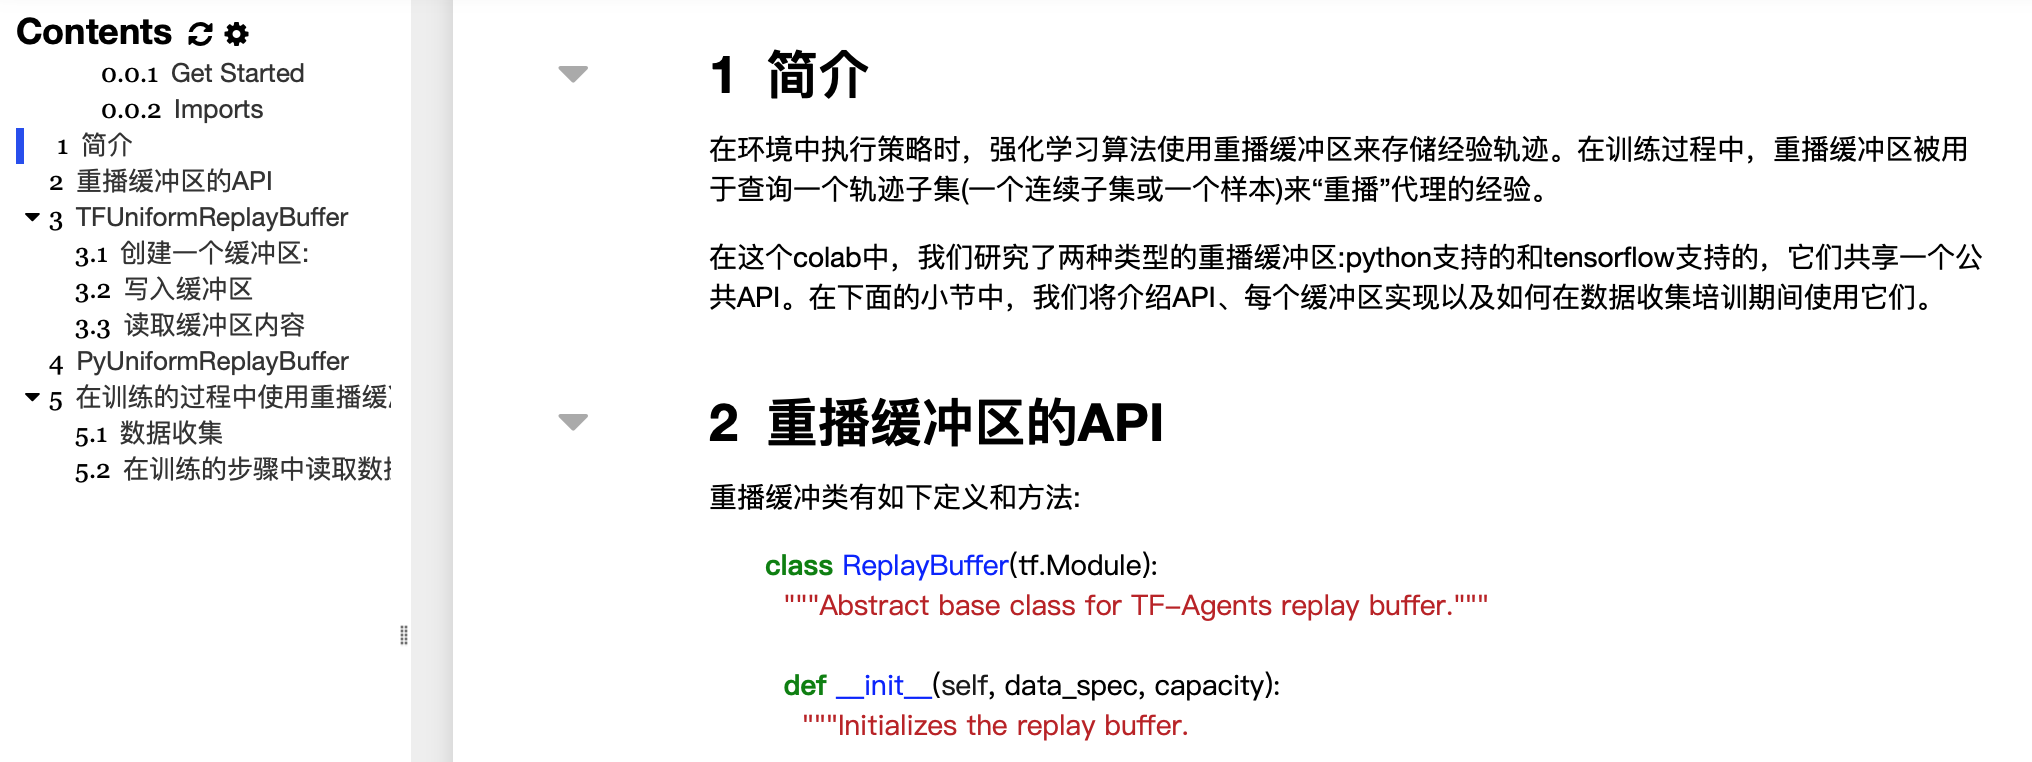 Contents
0.0.1 Get Started
0.0.2 Imports
1 简介
2 重播缓冲区的API
3 TFUniformReplayBuffer
3.1 创建一个缓冲区:
3.2 写入缓冲区
3.3 读取缓冲区内容
4 PyUniformReplayBuffer
5 在训练的过程中使用重播缓
5.1 数据收集
5.2 在训练的步骤中读取数
1 简介
在环境中执行策略时，强化学习算法使用重播缓冲区来存储经验轨迹。在训练过程中，重播缓冲区被用
于查询一个轨迹子集(一个连续子集或一个样本)来“重播”代理的经验。
在这个colab中，我们研究了两种类型的重播缓冲区:python支持的和tensorflow支持的，它们共享一个公
共API。在下面的小节中，我们将介绍API、每个缓冲区实现以及如何在数据收集培训期间使用它们。
2 重播缓冲区的API
重播缓冲类有如下定义和方法:
class ReplayBuffer(tf.Module):
"""Abstract base class for TF-Agents replay buffer."""
def __init__(self, data_spec, capacity):
"""Initializes the replay buffer.